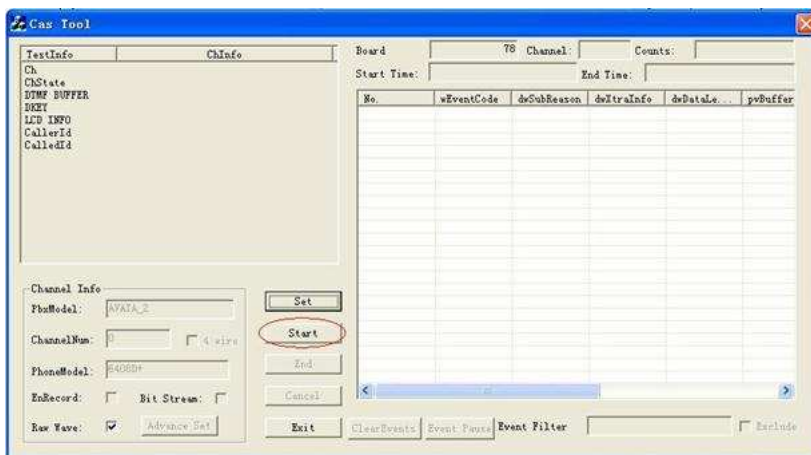 Cas Tool
TestInfo ChInfo
Ch
ChState
DTMF BUFFER
DKEY
LCD INFO
CallerId
CalledId
Board 78 Channel: Counts:
Start Time: End Time:
No. wEventCode dwSubReason dwXtraInfo dwDataLe... pvBuffer
Channel Info
PbxModel: AVATA_2
ChannelNum: 0 4 wire
PhoneModel: 6408D+
EnRecord: Bit Stream:
Raw Wave: Advance Set
Set
Start
End
Cancel
Exit
ClearEvents Event Pause Event Filter Exclude